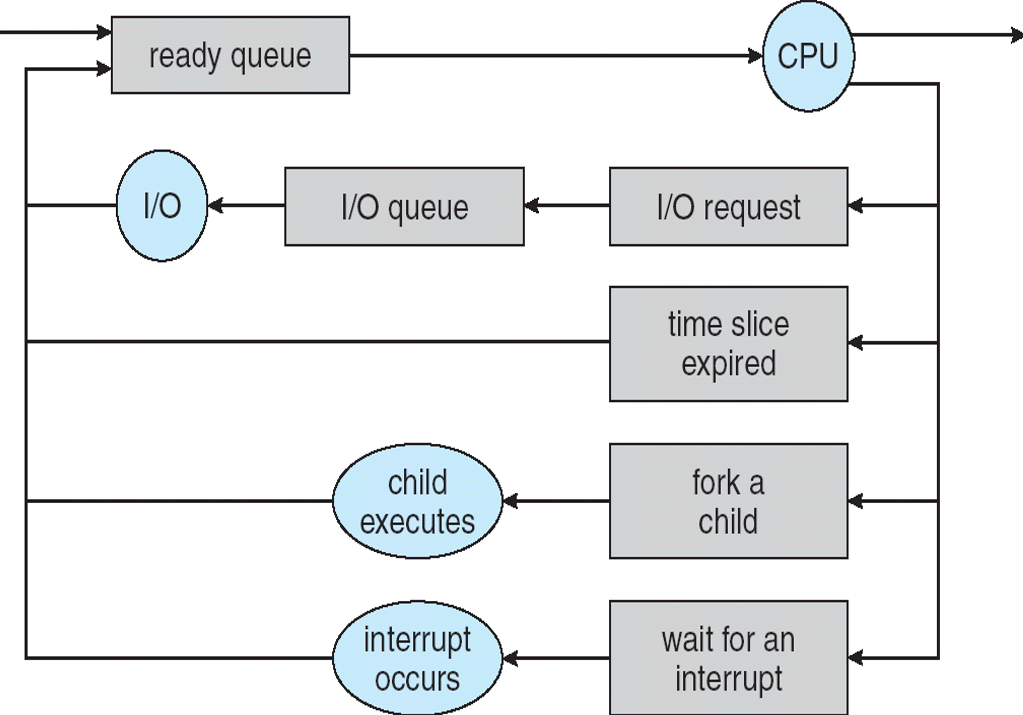 ready queue
CPU
I/O
I/O queue
I/O request
time slice
expired
child
executes
fork a
child
interrupt
occurs
wait for an
interrupt